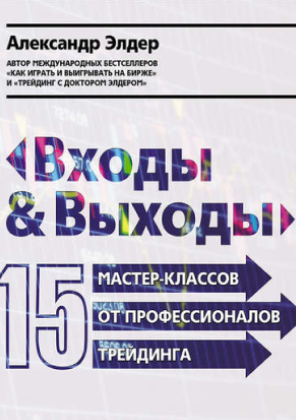 Александр Элдер
АВТОР МЕЖДУНАРОДНЫХ БЕСТСЕЛЛЕРОВ
«КАК ИГРАТЬ И ВЫИГРЫВАТЬ НА БИРЖЕ»
И «ТРЕЙДИНГ С ДОКТОРОМ ЭЛДЕРОМ»
Входы
& Выходы
15
МАСТЕР-КЛАССОВ
ОТ ПРОФЕССИОНАЛОВ
ТРЕЙДИНГА